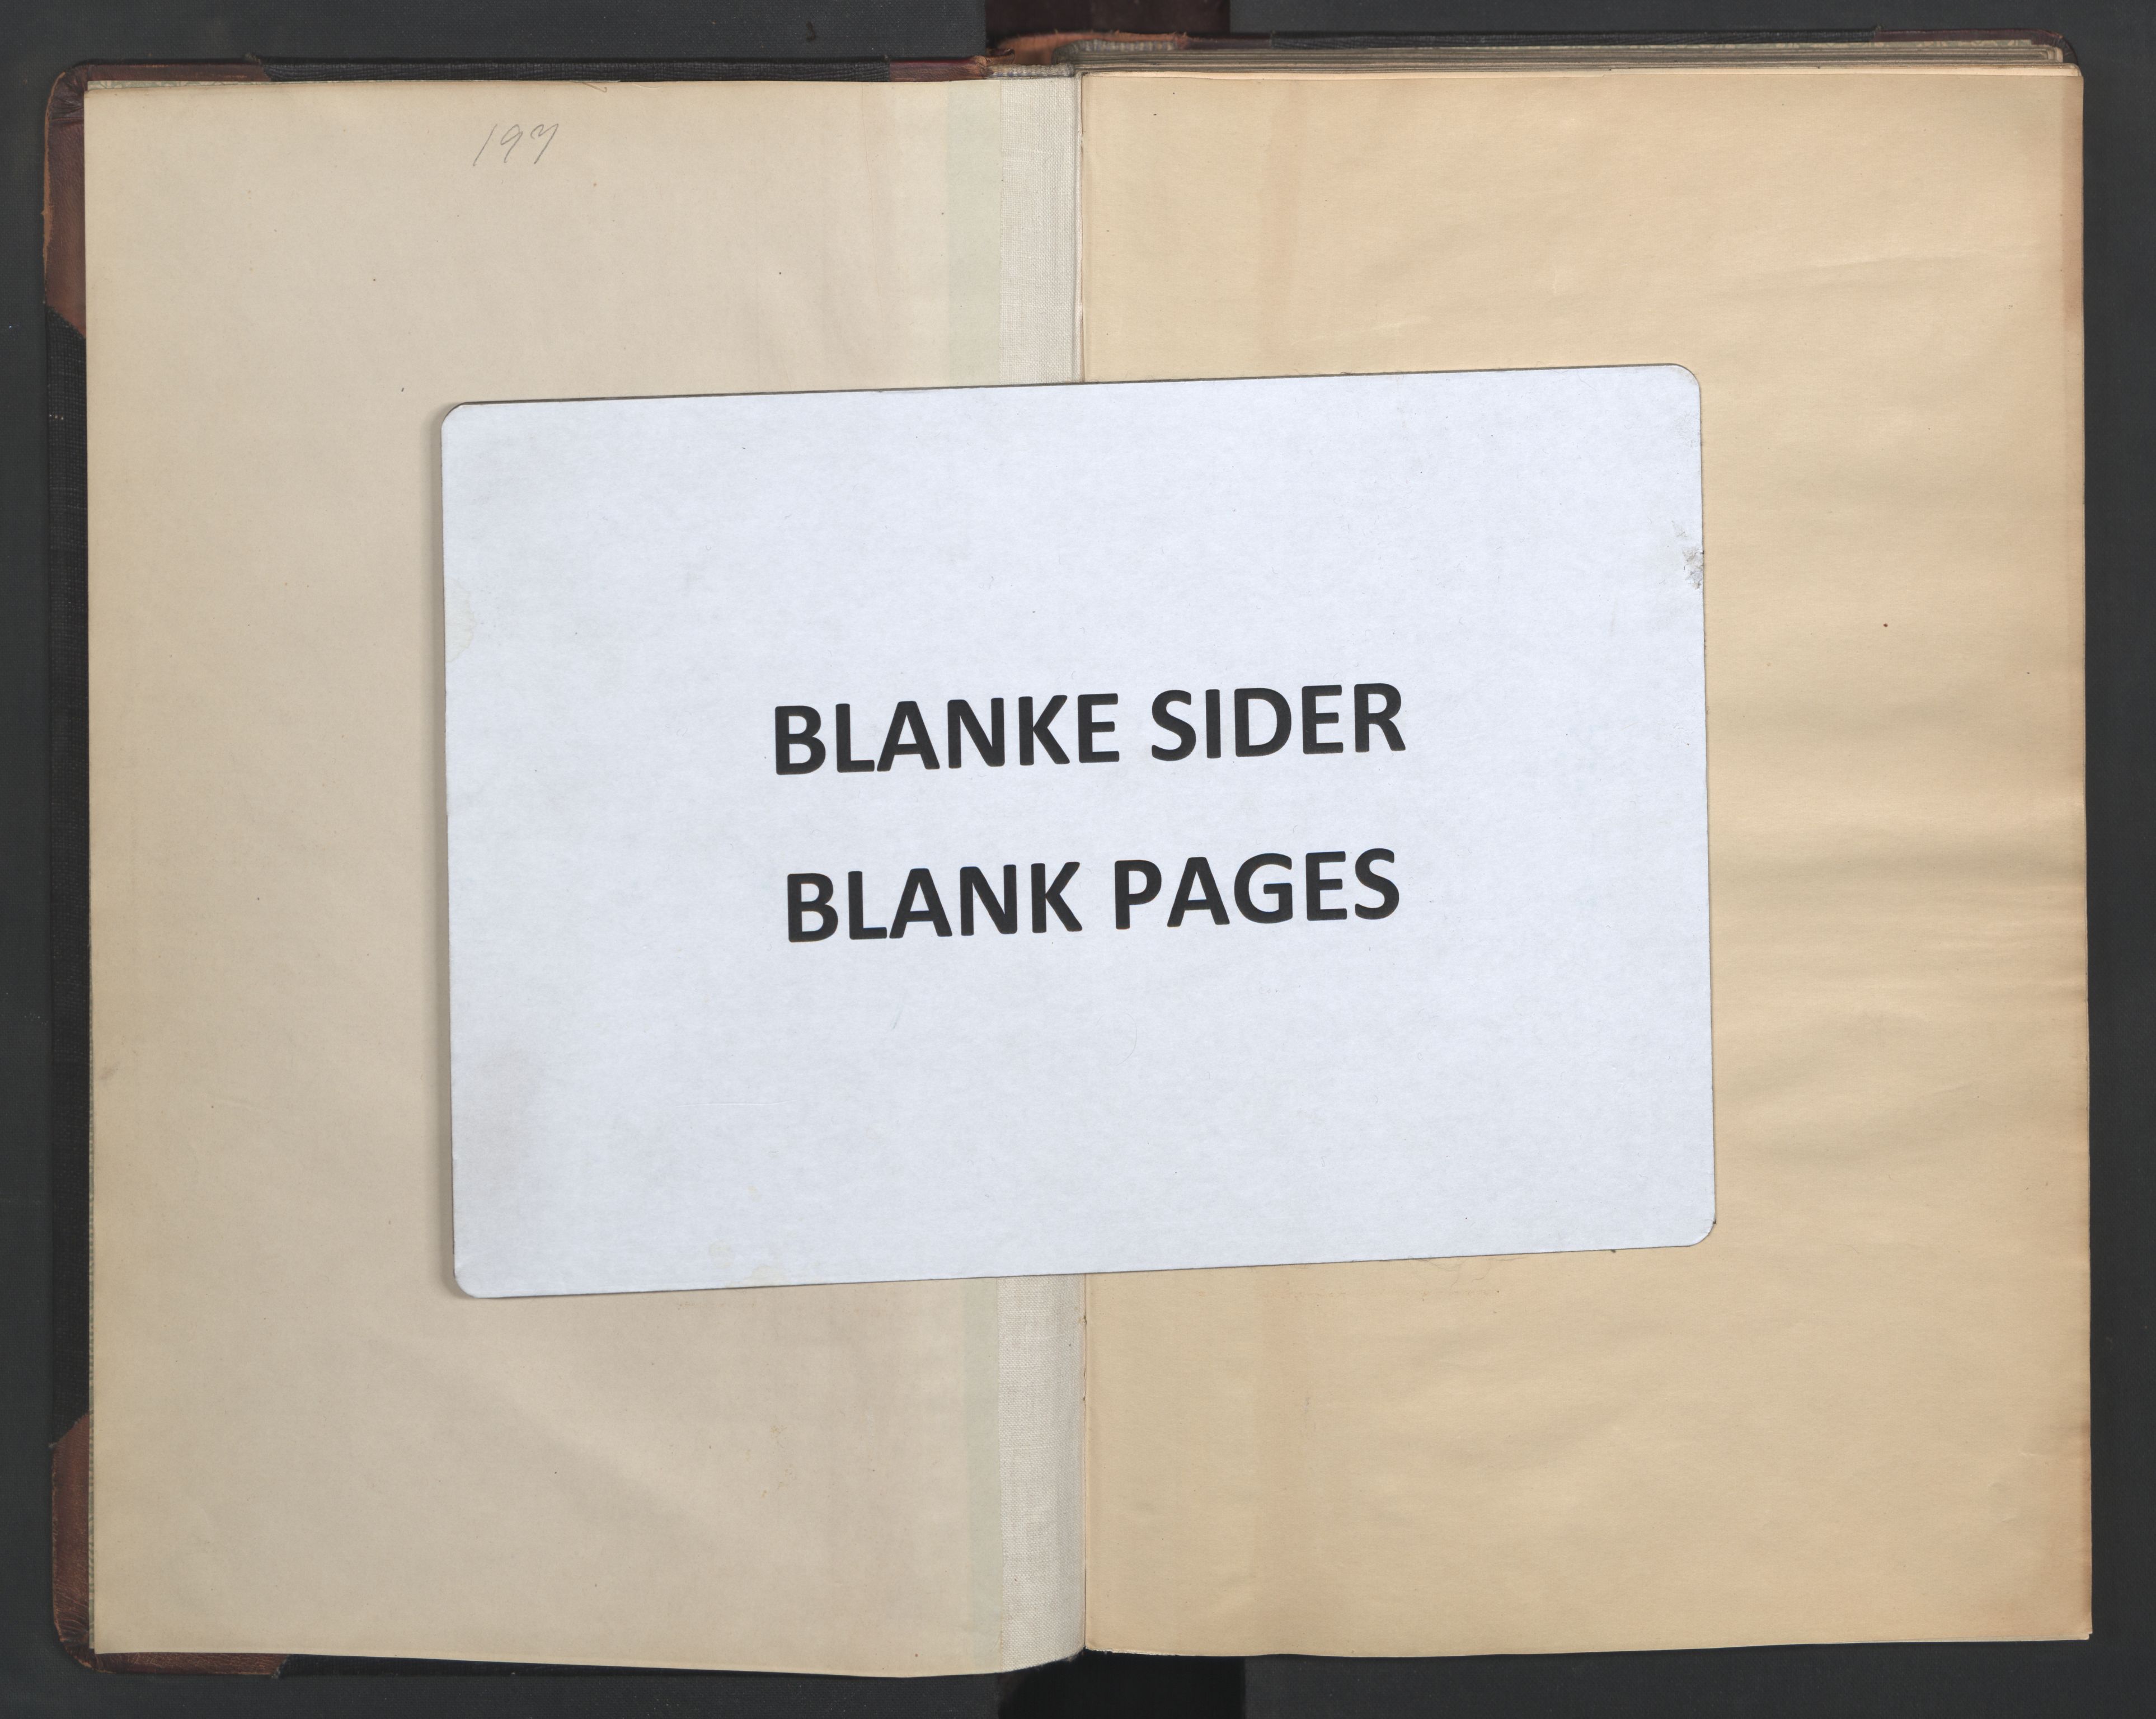 197
BLANKE SIDER
BLANK PAGES